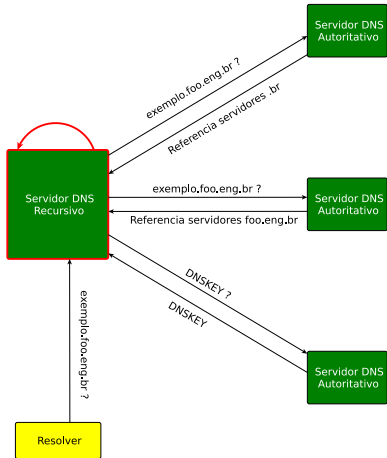 Servidor DNS
Autoritativo
exemplo.foo.eng.br ?
Referencia servidores .br
Servidor DNS
Recursivo
exemplo.foo.eng.br ?
Referencia servidores foo.eng.br
Servidor DNS
Autoritativo
DNSKEY ?
DNSKEY
exemplo.foo.eng.br ?
Servidor DNS
Autoritativo
Resolver